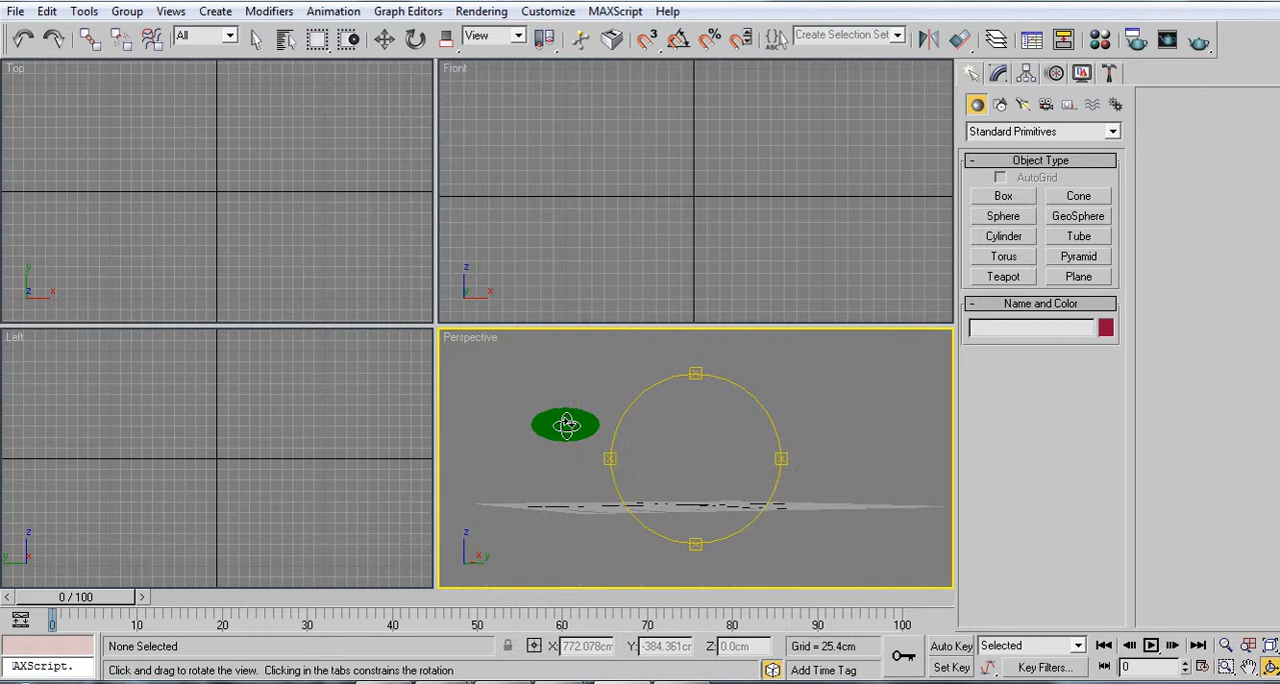 File Edit Tools Group Views Create Modifiers Animation Graph Editors Rendering Customize MAXScript Help
All View Create Selection Set
Top Front
Standard Primitives
- Object Type
AutoGrid
Box Cone
Sphere GeoSphere
Cylinder Tube
Torus Pyramid
Teapot Plane
- Name and Color
y z x z x
Left Perspective
z y x z x y
< 0 / 100 >
0 10 20 30 40 50 60 70 80 90 100
None Selected X: 772.078cm Y: -384.361cm Z: 0.0cm Grid = 25.4cm Auto Key Selected
AXScript. Click and drag to rotate the view. Clicking in the tabs constrains the rotation Add Time Tag Set Key Key Filters... 0